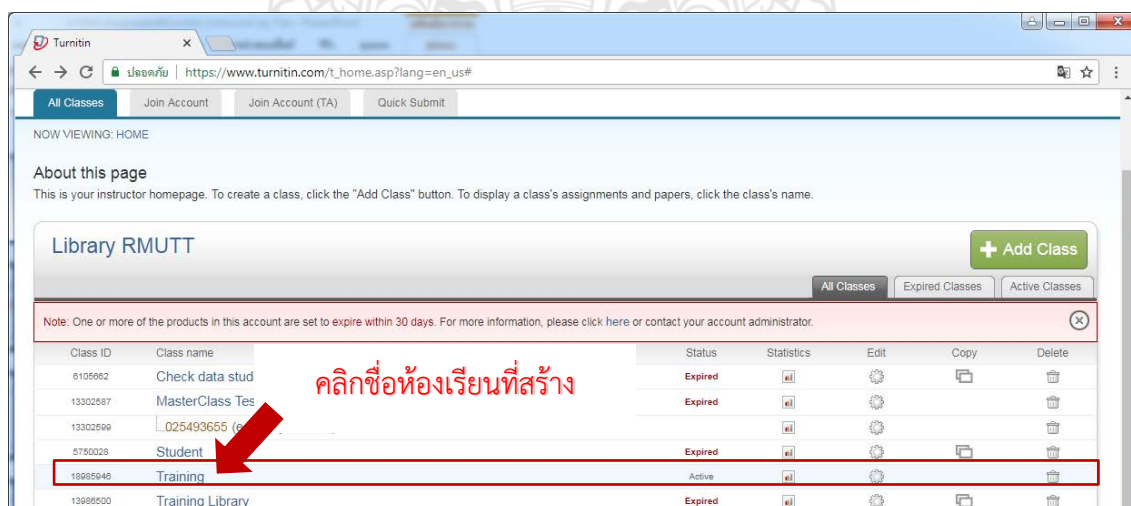 Turnitin
ปลอดภัย | https://www.turnitin.com/t_home.asp?lang=en_us#
All Classes Join Account Join Account (TA) Quick Submit
NOW VIEWING: HOME
About this page
This is your instructor homepage. To create a class, click the "Add Class" button. To display a class's assignments and papers, click the class's name.
Library RMUTT
+ Add Class
All Classes Expired Classes Active Classes
Note: One or more of the products in this account are set to expire within 30 days. For more information, please click here or contact your account administrator.
Class ID Class name Status Statistics Edit Copy Delete
6105662 Check data stud Expired
คลิกชื่อห้องเรียนที่สร้าง
13302587 MasterClass Tes Expired
13302599 025493655 (e
5750028 Student Expired
18985946 Training Active
13986500 Training Library Expired